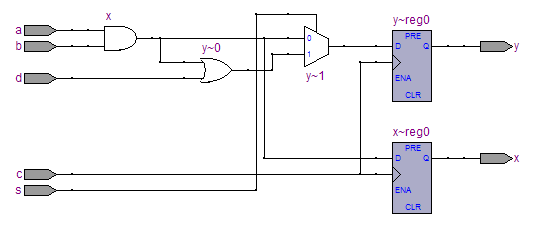 x
y~0
y~1
y~reg0
a
b
d
0
1
PRE
D
Q
ENA
CLR
y
x~reg0
PRE
D
Q
ENA
CLR
x
c
s